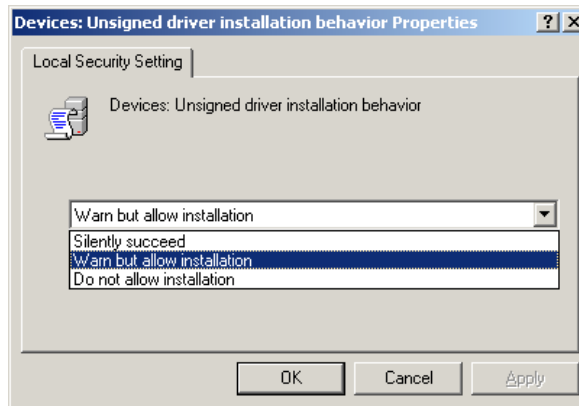 Devices: Unsigned driver installation behavior Properties
Local Security Setting
Devices: Unsigned driver installation behavior
Warn but allow installation
Silently succeed
Warn but allow installation
Do not allow installation
OK Cancel Apply